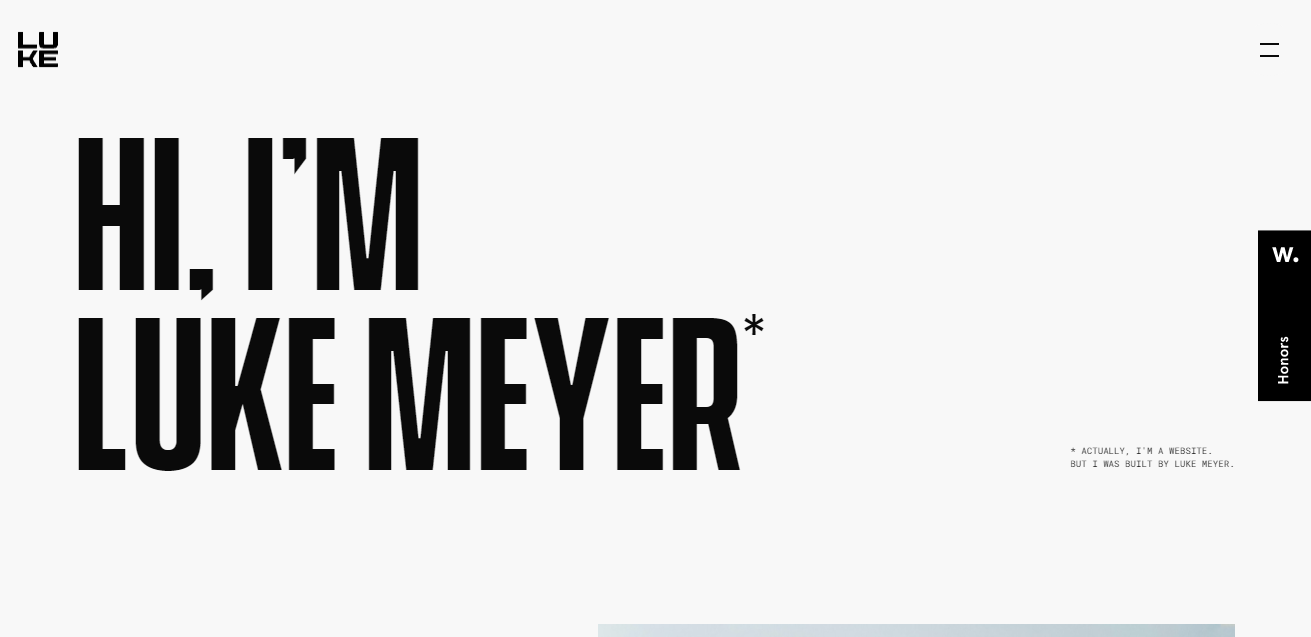 LU
KE
HI, I’M
LUKE MEYER*
W.
Honors
* ACTUALLY, I'M A WEBSITE.
BUT I WAS BUILT BY LUKE MEYER.